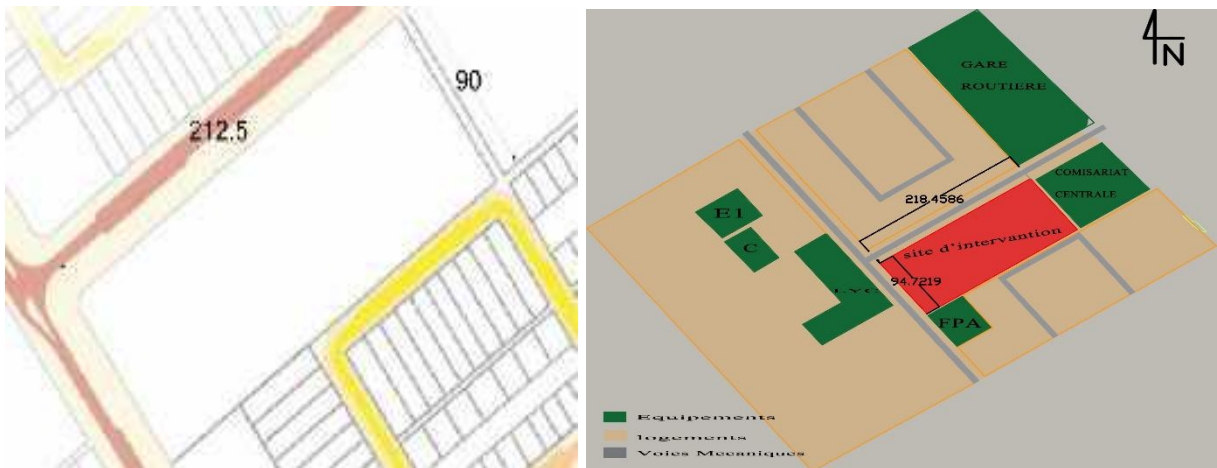 212.5
90
N
GARE
ROUTIERE
COMISARIAT
CENTRALE
218.4586
E1
C
site d'intervantion
94.7219
LYC
FPA
Equipements
logements
Voies Mecaniques